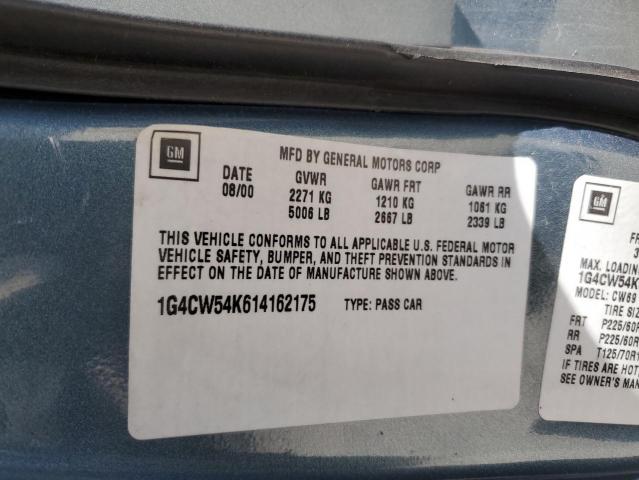 GM
MFD BY GENERAL MOTORS CORP
DATE GVWR GAWR FRT GAWR RR
08/00 2271 KG 1210 KG 1061 KG
5006 LB 2667 LB 2339 LB
THIS VEHICLE CONFORMS TO ALL APPLICABLE U.S. FEDERAL MOTOR
VEHICLE SAFETY, BUMPER, AND THEFT PREVENTION STANDARDS IN
EFFECT ON THE DATE OF MANUFACTURE SHOWN ABOVE.
1G4CW54K614162175 TYPE: PASS CAR
GM
FR
MAX. LOADIN
1G4CW54K
MODEL: CW69
TIRE SIZ
FRT P225/60R
RR P225/60R
SPA T125/70R1
IF TIRES ARE HOT,
SEE OWNER'S MAN